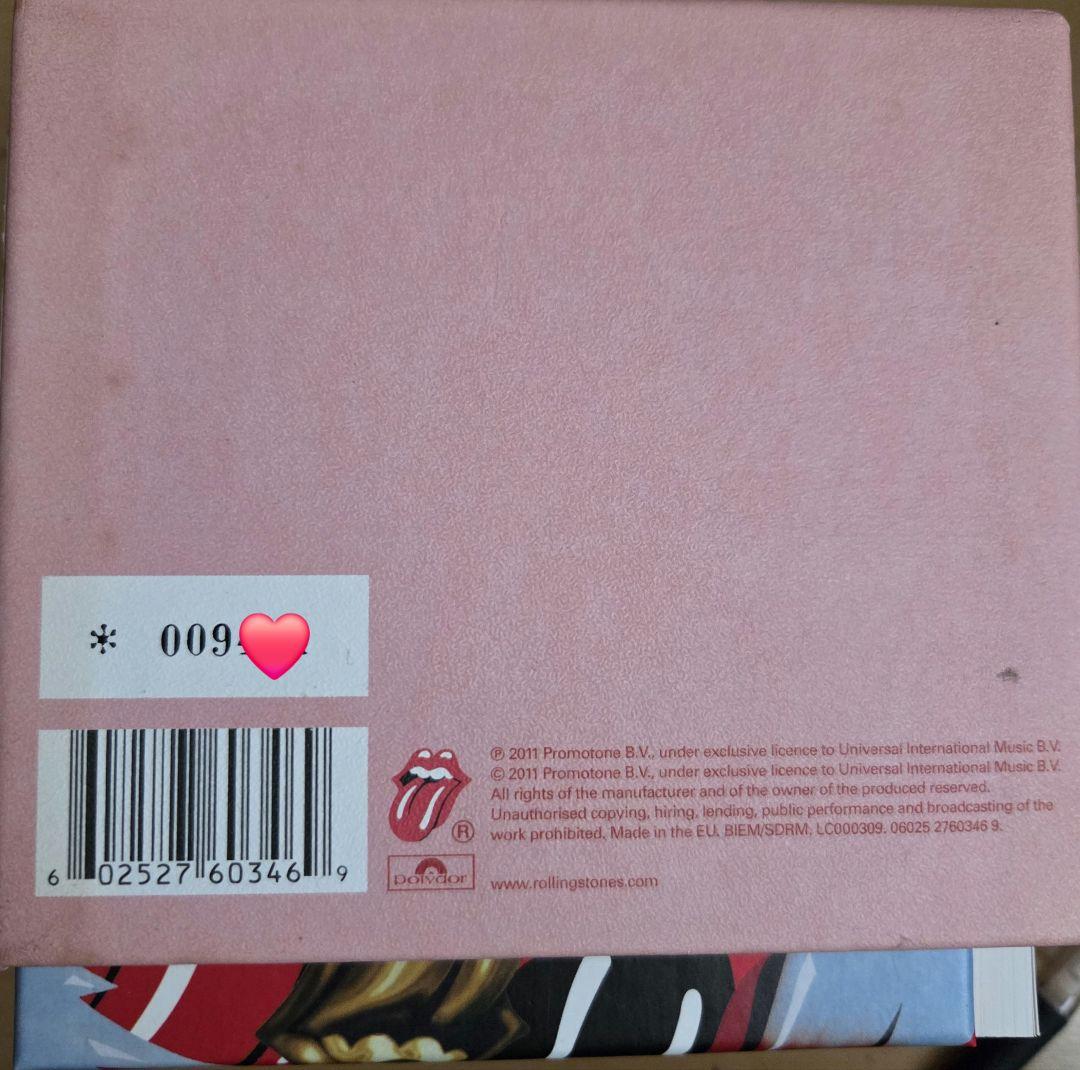 * 009
6 02527 60346 9
℗ 2011 Promotone B.V., under exclusive licence to Universal International Music B.V.
© 2011 Promotone B.V., under exclusive licence to Universal International Music B.V.
All rights of the manufacturer and of the owner of the produced reserved.
Unauthorised copying, hiring, lending, public performance and broadcasting of the
work prohibited. Made in the EU. BIEM/SDRM. LC000309. 06025 2760346 9.
®
Polydor
www.rollingstones.com